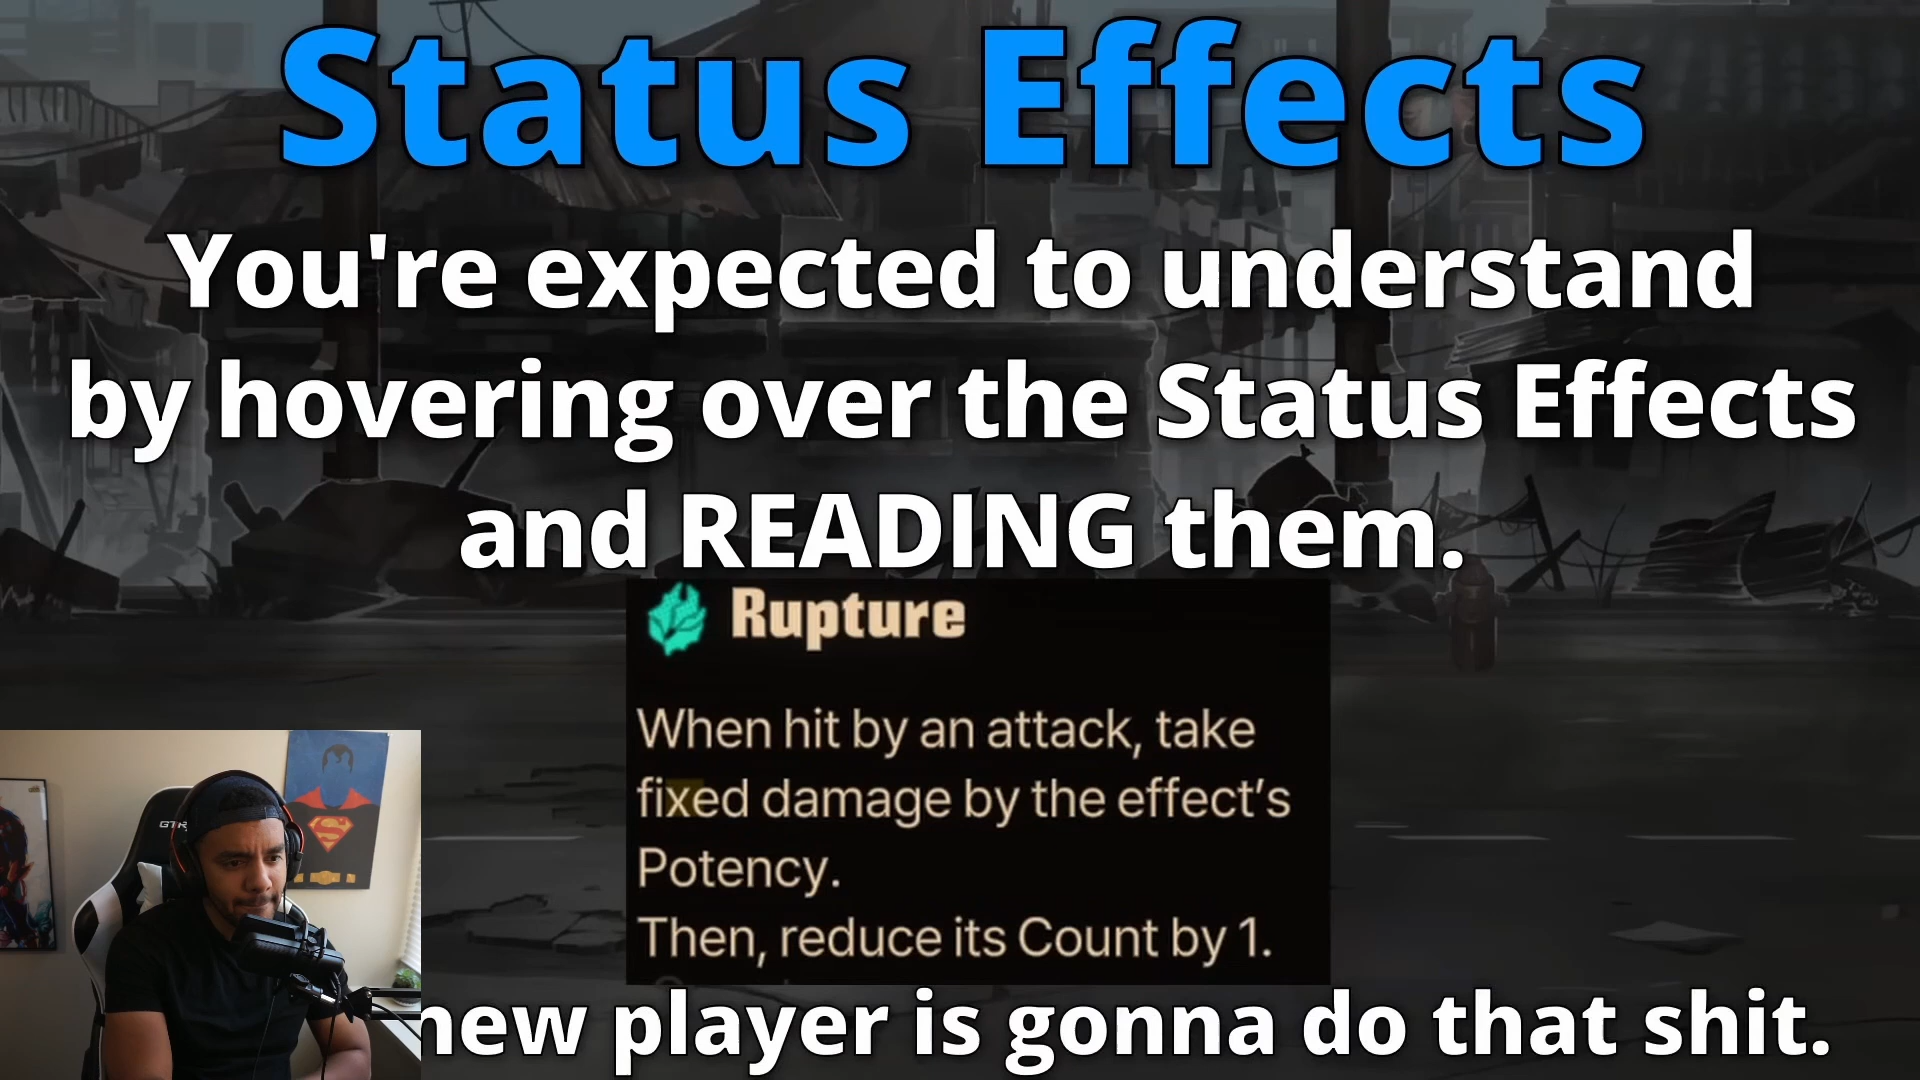 Status Effects
You're expected to understand
by hovering over the Status Effects
and READING them.
Rupture
When hit by an attack, take
fixed damage by the effect's
Potency.
Then, reduce its Count by 1.
new player is gonna do that shit.